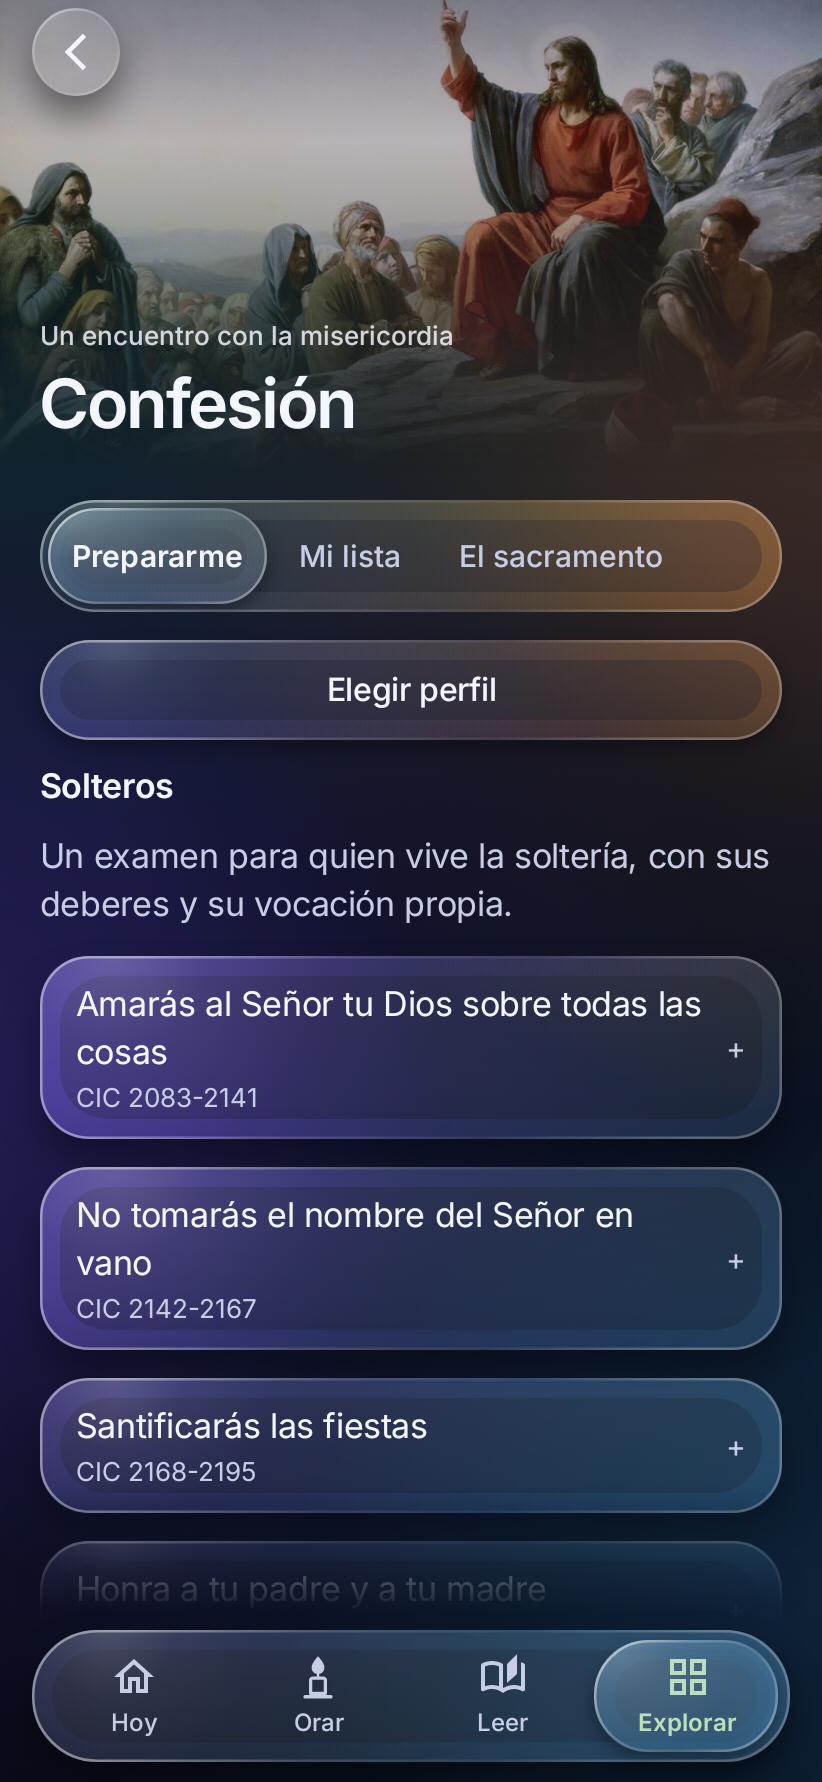 Un encuentro con la misericordia
Confesión
Prepararme Mi lista El sacramento
Elegir perfil
Solteros
Un examen para quien vive la soltería, con sus
deberes y su vocación propia.
Amarás al Señor tu Dios sobre todas las
cosas
+
CIC 2083-2141
No tomarás el nombre del Señor en
vano
+
CIC 2142-2167
Santificarás las fiestas
+
CIC 2168-2195
Honra a tu padre y a tu madre
+
Hoy Orar Leer Explorar